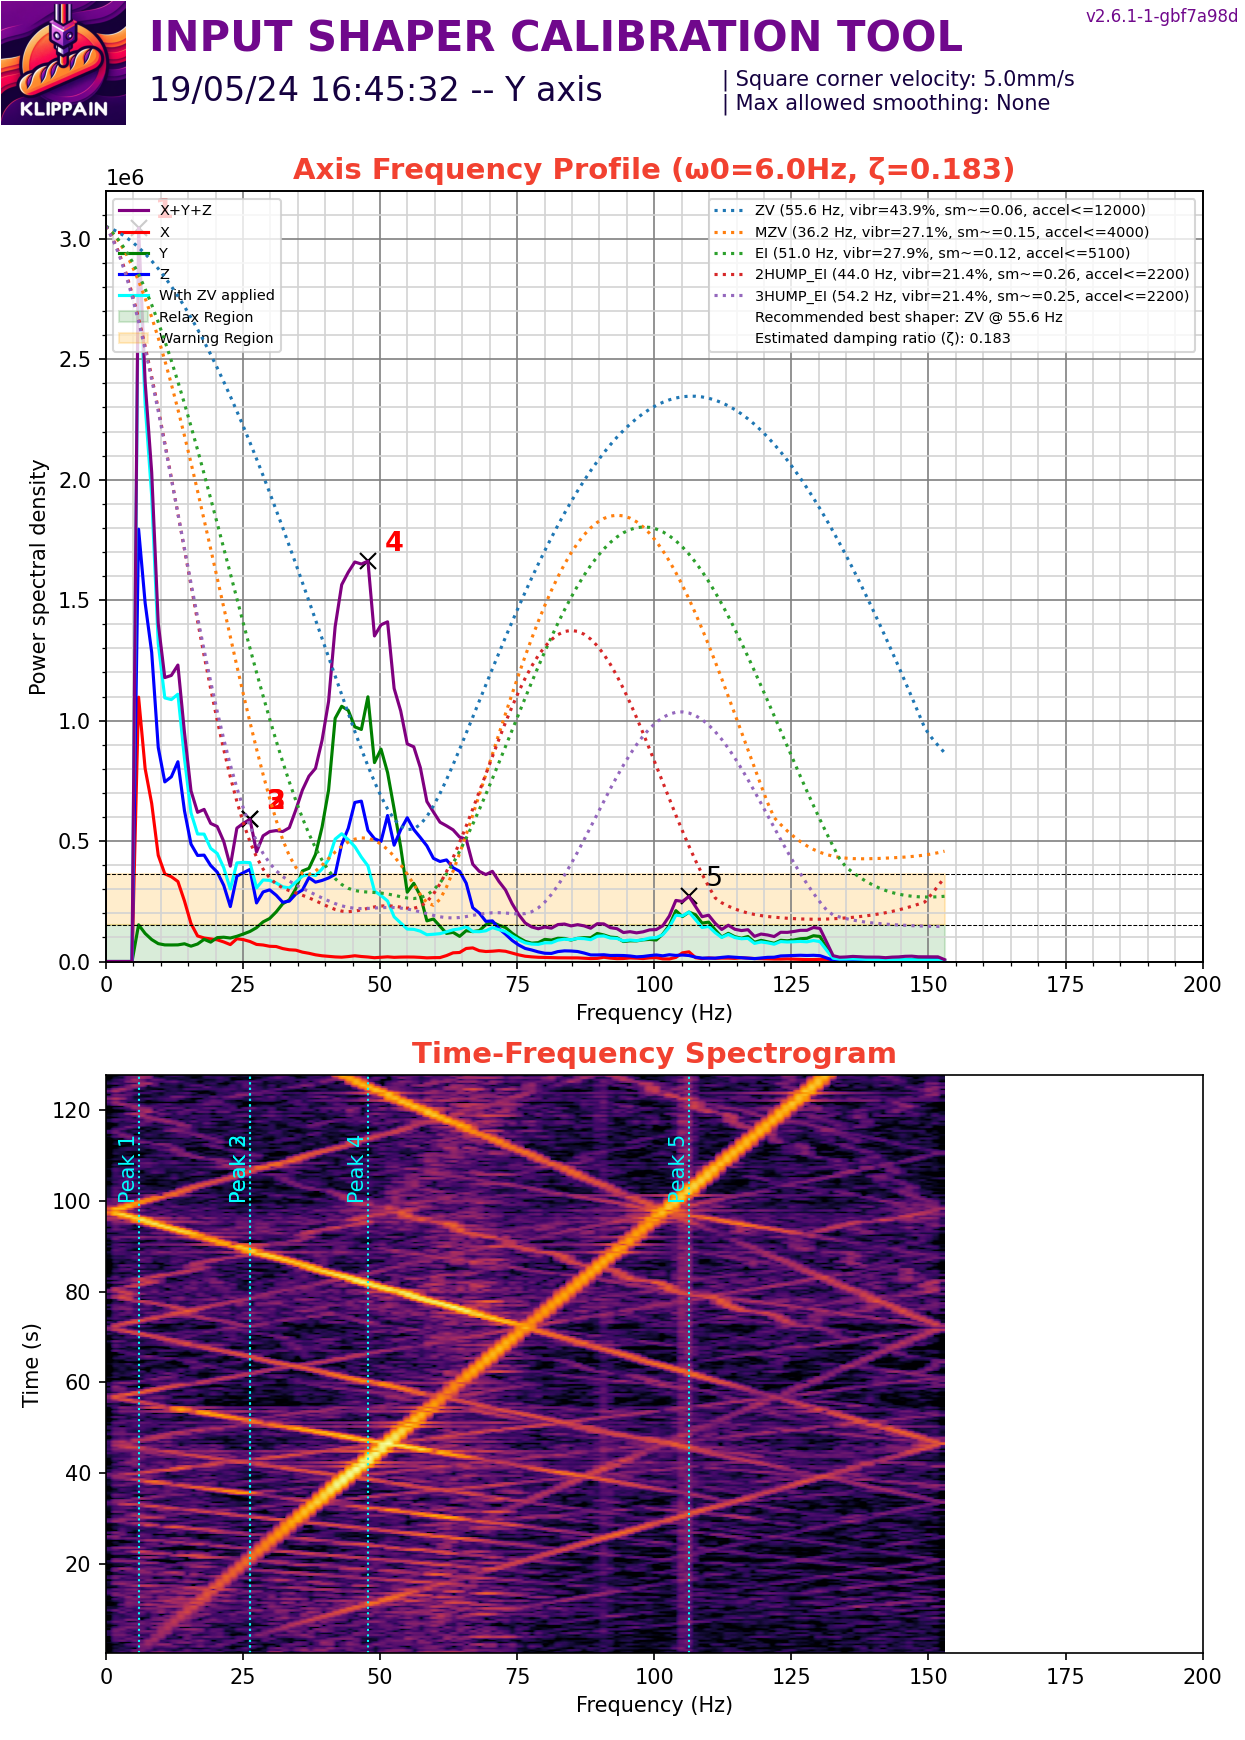 v2.6.1-1-gbf7a98d
INPUT SHAPER CALIBRATION TOOL
19/05/24 16:45:32 -- Y axis
| Square corner velocity: 5.0mm/s
| Max allowed smoothing: None
KLIPPAIN
Axis Frequency Profile (ω0=6.0Hz, ζ=0.183)
1e6
X+Y+Z
X
Y
Z
With ZV applied
Relax Region
Warning Region
ZV (55.6 Hz, vibr=43.9%, sm~=0.06, accel<=12000)
MZV (36.2 Hz, vibr=27.1%, sm~=0.15, accel<=4000)
EI (51.0 Hz, vibr=27.9%, sm~=0.12, accel<=5100)
2HUMP_EI (44.0 Hz, vibr=21.4%, sm~=0.26, accel<=2200)
3HUMP_EI (54.2 Hz, vibr=21.4%, sm~=0.25, accel<=2200)
Recommended best shaper: ZV @ 55.6 Hz
Estimated damping ratio (ζ): 0.183
3.0
2.5
2.0
1.5
1.0
0.5
0.0
Power spectral density
4
5
0 25 50 75 100 125 150 175 200
Frequency (Hz)
Time-Frequency Spectrogram
120
100
80
60
40
20
Time (s)
Peak 1
Peak 4
Peak 5
0 25 50 75 100 125 150 175 200
Frequency (Hz)